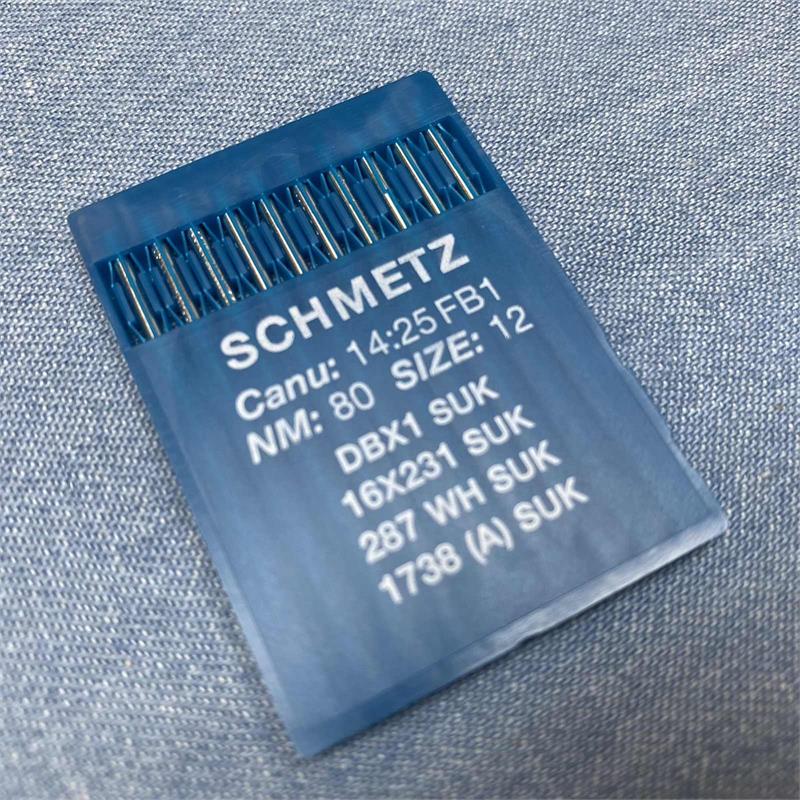 SCHMETZ
Canu: 14:25 FB1
NM: 80 SIZE: 12
DBX1 SUK
16X231 SUK
287 WH SUK
1738 (A) SUK